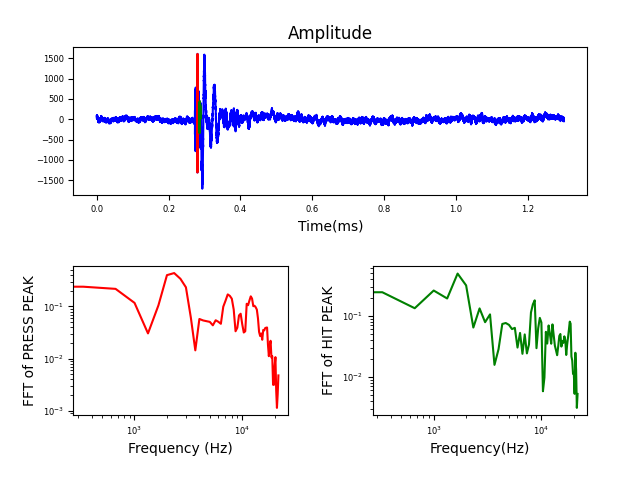 Amplitude
1500
1000
500
0
−500
−1000
−1500
0.0 0.2 0.4 0.6 0.8 1.0 1.2
Time(ms)
FFT of PRESS PEAK
10⁻¹
10⁻²
10⁻³
10³ 10⁴
Frequency (Hz)
FFT of HIT PEAK
10⁻¹
10⁻²
10³ 10⁴
Frequency(Hz)